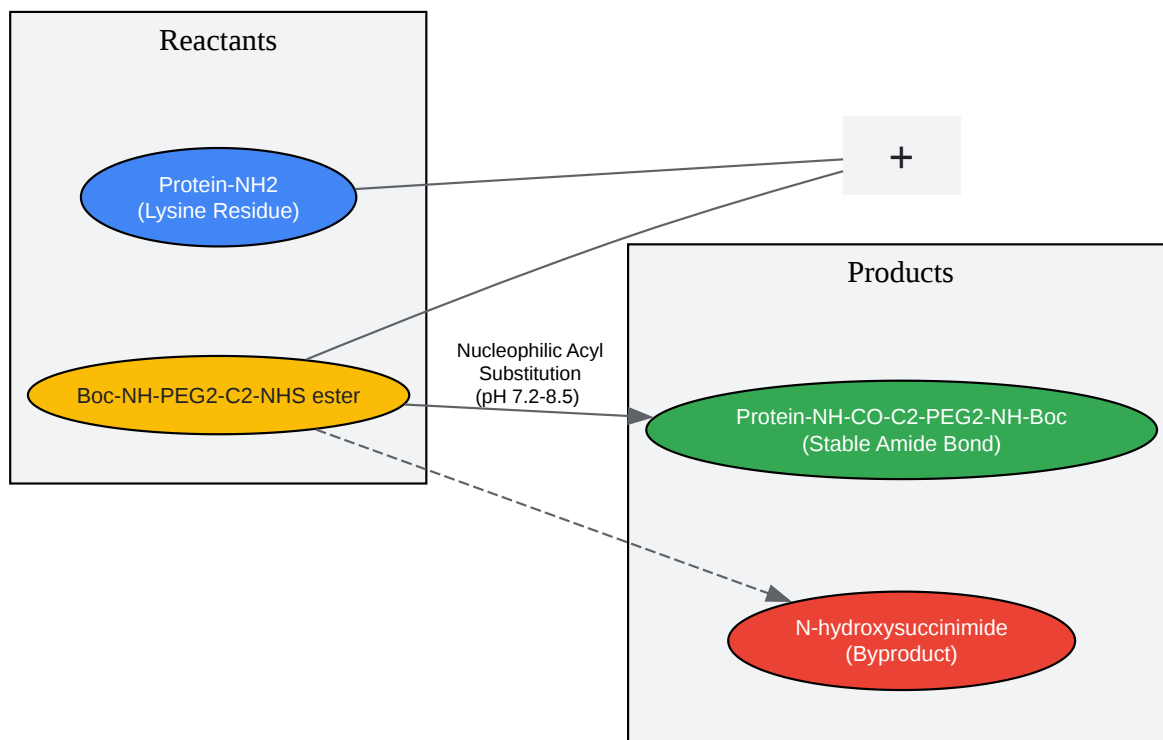 Reactants
Protein-NH2
(Lysine Residue)
+
Products
Nucleophilic Acyl
Substitution
(pH 7.2-8.5)
Boc-NH-PEG2-C2-NHS ester
Protein-NH-CO-C2-PEG2-NH-Boc
(Stable Amide Bond)
N-hydroxysuccinimide
(Byproduct)